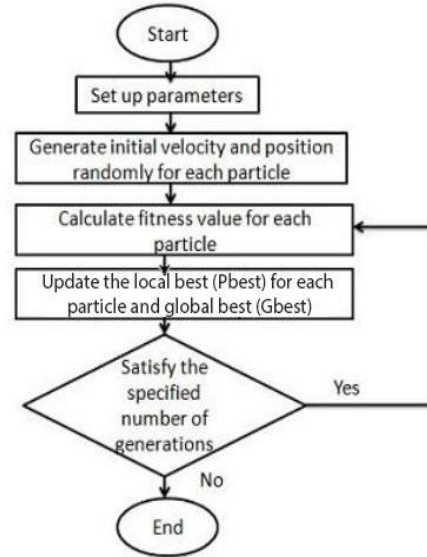 Start
Set up parameters
Generate initial velocity and position
randomly for each particle
Calculate fitness value for each
particle
Update the local best (Pbest) for each
particle and global best (Gbest)
Satisfy the
specified
number of
generations
Yes
No
End